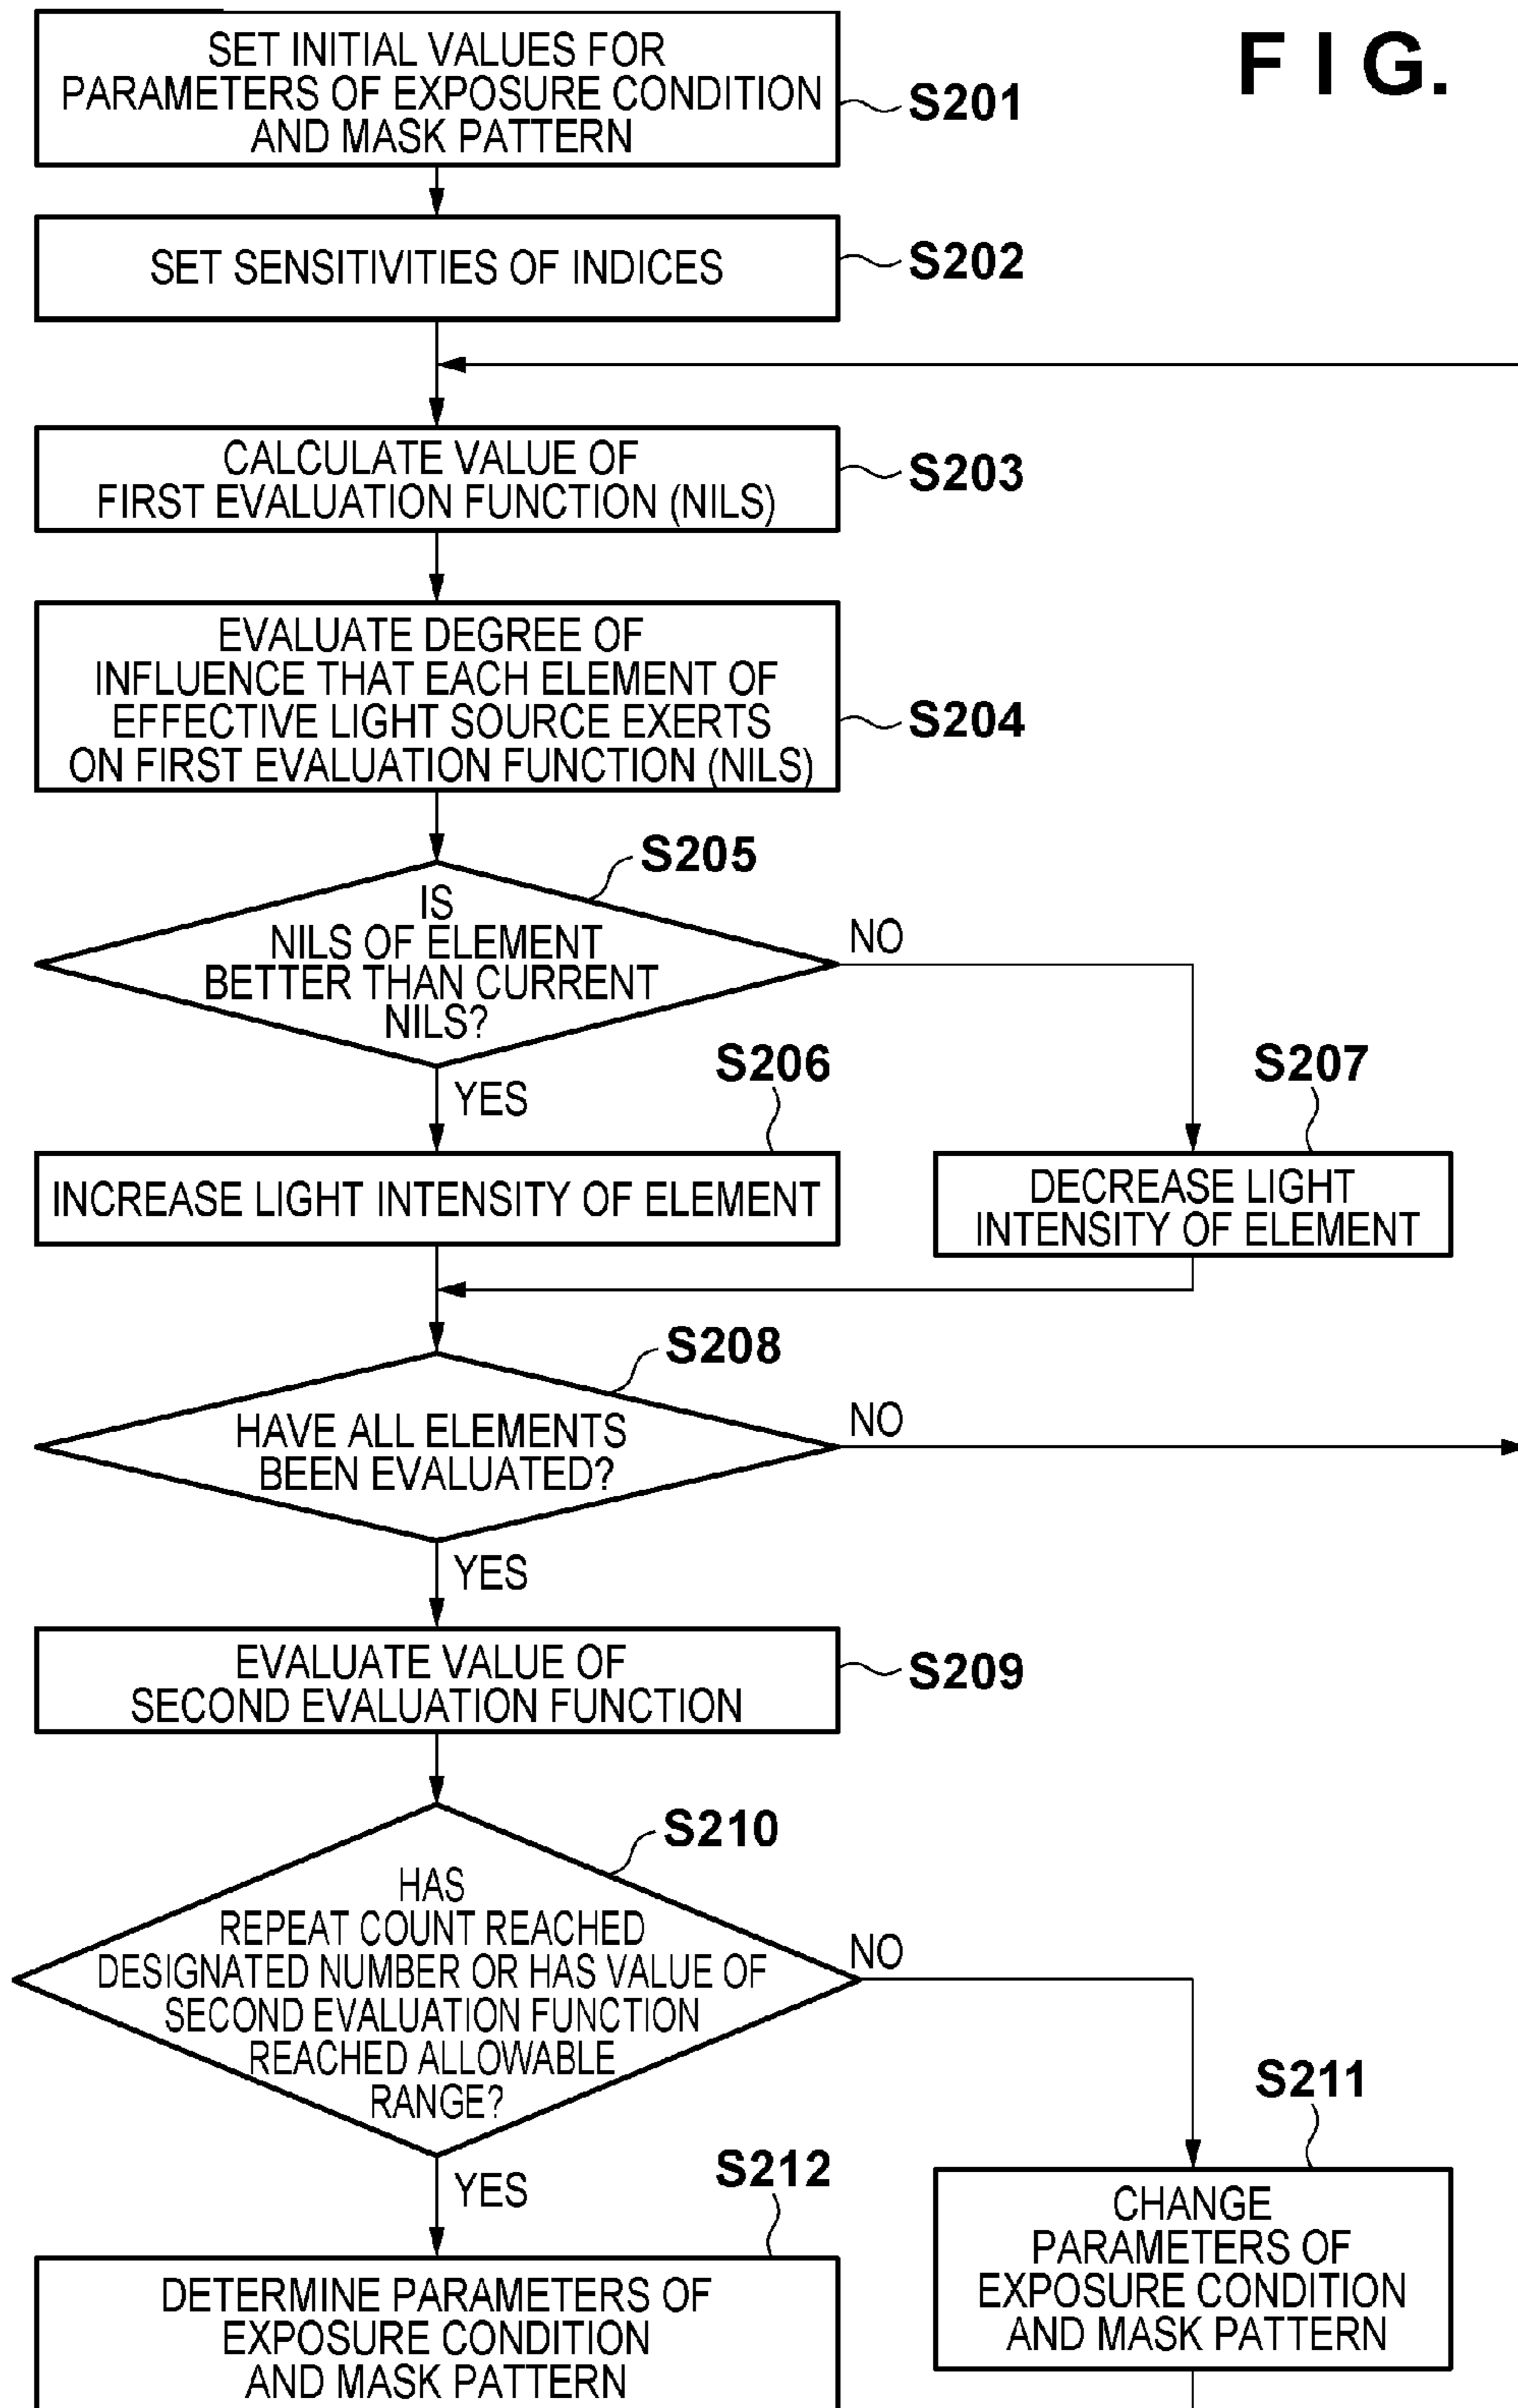 FIG.
SET INITIAL VALUES FOR
PARAMETERS OF EXPOSURE CONDITION
AND MASK PATTERN
S201
SET SENSITIVITIES OF INDICES
S202
CALCULATE VALUE OF
FIRST EVALUATION FUNCTION (NILS)
S203
EVALUATE DEGREE OF
INFLUENCE THAT EACH ELEMENT OF
EFFECTIVE LIGHT SOURCE EXERTS
ON FIRST EVALUATION FUNCTION (NILS)
S204
S205
IS
NILS OF ELEMENT
BETTER THAN CURRENT
NILS?
NO
YES
S206
INCREASE LIGHT INTENSITY OF ELEMENT
S207
DECREASE LIGHT
INTENSITY OF ELEMENT
S208
HAVE ALL ELEMENTS
BEEN EVALUATED?
NO
YES
EVALUATE VALUE OF
SECOND EVALUATION FUNCTION
S209
S210
HAS
REPEAT COUNT REACHED
DESIGNATED NUMBER OR HAS VALUE OF
SECOND EVALUATION FUNCTION
REACHED ALLOWABLE
RANGE?
NO
YES
S211
CHANGE
PARAMETERS OF
EXPOSURE CONDITION
AND MASK PATTERN
S212
DETERMINE PARAMETERS OF
EXPOSURE CONDITION
AND MASK PATTERN